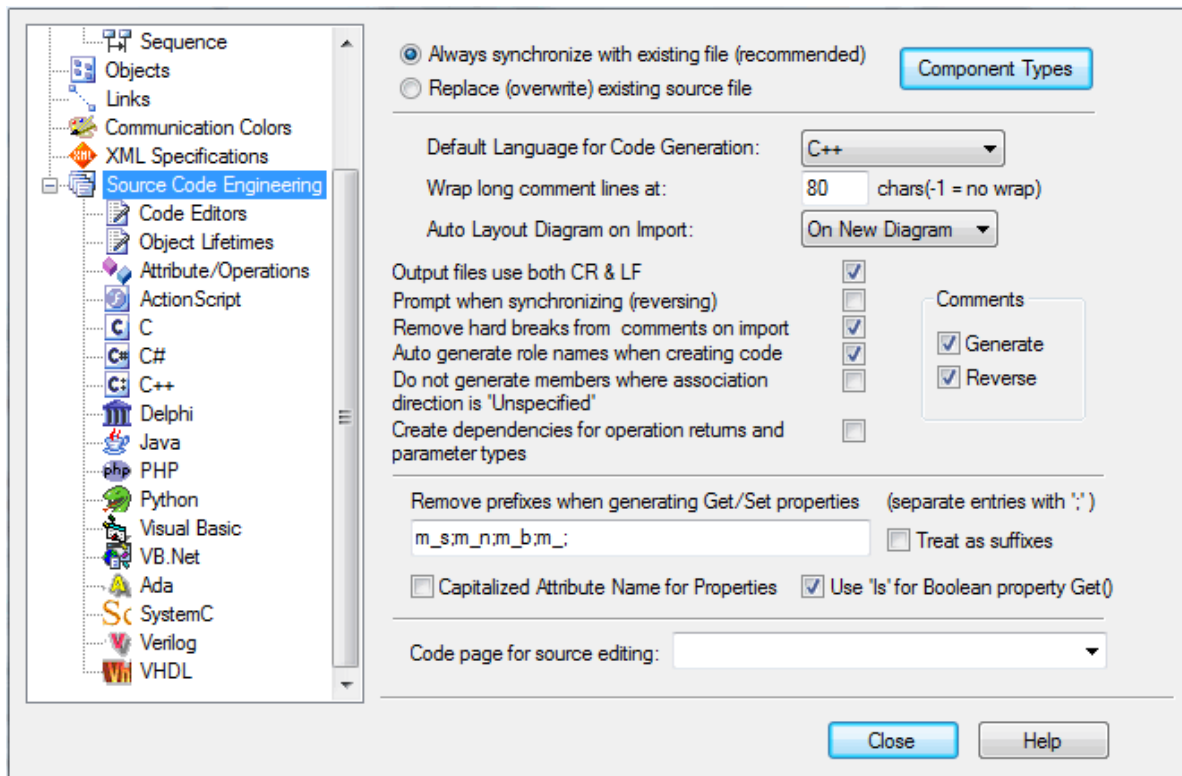 Sequence
Objects
Links
Communication Colors
XML Specifications
Source Code Engineering
Code Editors
Object Lifetimes
Attribute/Operations
ActionScript
C
C#
C++
Delphi
Java
PHP
Python
Visual Basic
VB.Net
Ada
SystemC
Verilog
VHDL
Always synchronize with existing file (recommended)
Replace (overwrite) existing source file
Component Types
Default Language for Code Generation: C++
Wrap long comment lines at: 80 chars(-1 = no wrap)
Auto Layout Diagram on Import: On New Diagram
Output files use both CR & LF
Prompt when synchronizing (reversing)
Remove hard breaks from comments on import
Auto generate role names when creating code
Do not generate members where association
direction is 'Unspecified'
Create dependencies for operation returns and
parameter types
Comments
Generate
Reverse
Remove prefixes when generating Get/Set properties (separate entries with ';' )
m_s;m_n;m_b;m_;
Treat as suffixes
Capitalized Attribute Name for Properties
Use 'Is' for Boolean property Get()
Code page for source editing:
Close
Help